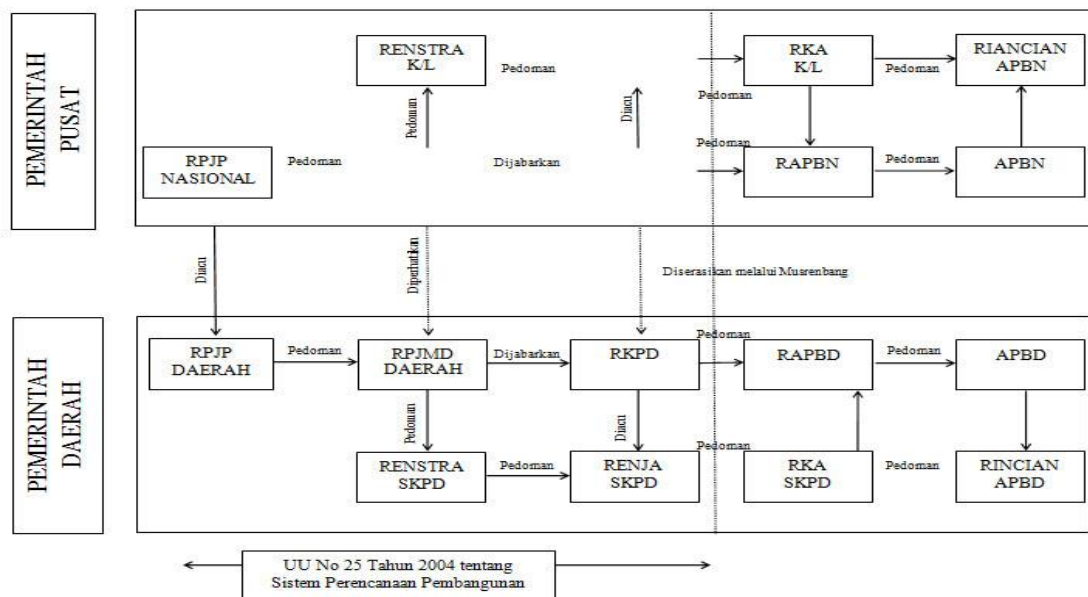 PEMERINTAH
PUSAT
RENSTRA
K/L
Pedoman
Pedoman
RKA
K/L
Pedoman
RIANCIAN
APBN
Pedoman
Diacu
Pedoman
RPJP
NASIONAL
Pedoman
Dijabarkan
RAPBN
Pedoman
APBN
Diacu
Diperhatikan
Diserasikan melalui Musrenbang
PEMERINTAH
DAERAH
RPJP
DAERAH
Pedoman
RPJMD
DAERAH
Dijabarkan
RKPD
Pedoman
RAPBD
Pedoman
APBD
Pedoman
Diacu
RENSTRA
SKPD
Pedoman
RENJA
SKPD
Pedoman
RKA
SKPD
Pedoman
RINCIAN
APBD
UU No 25 Tahun 2004 tentang
Sistem Perencanaan Pembangunan